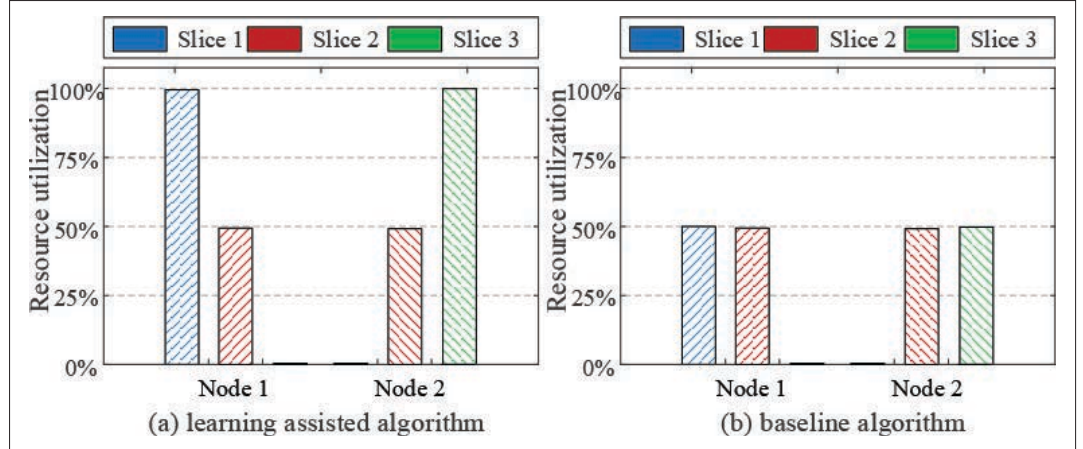 Slice 1 Slice 2 Slice 3
Resource utilization
100%
75%
50%
25%
0%
Node 1 Node 2
(a) learning assisted algorithm
Slice 1 Slice 2 Slice 3
Resource utilization
100%
75%
50%
25%
0%
Node 1 Node 2
(b) baseline algorithm